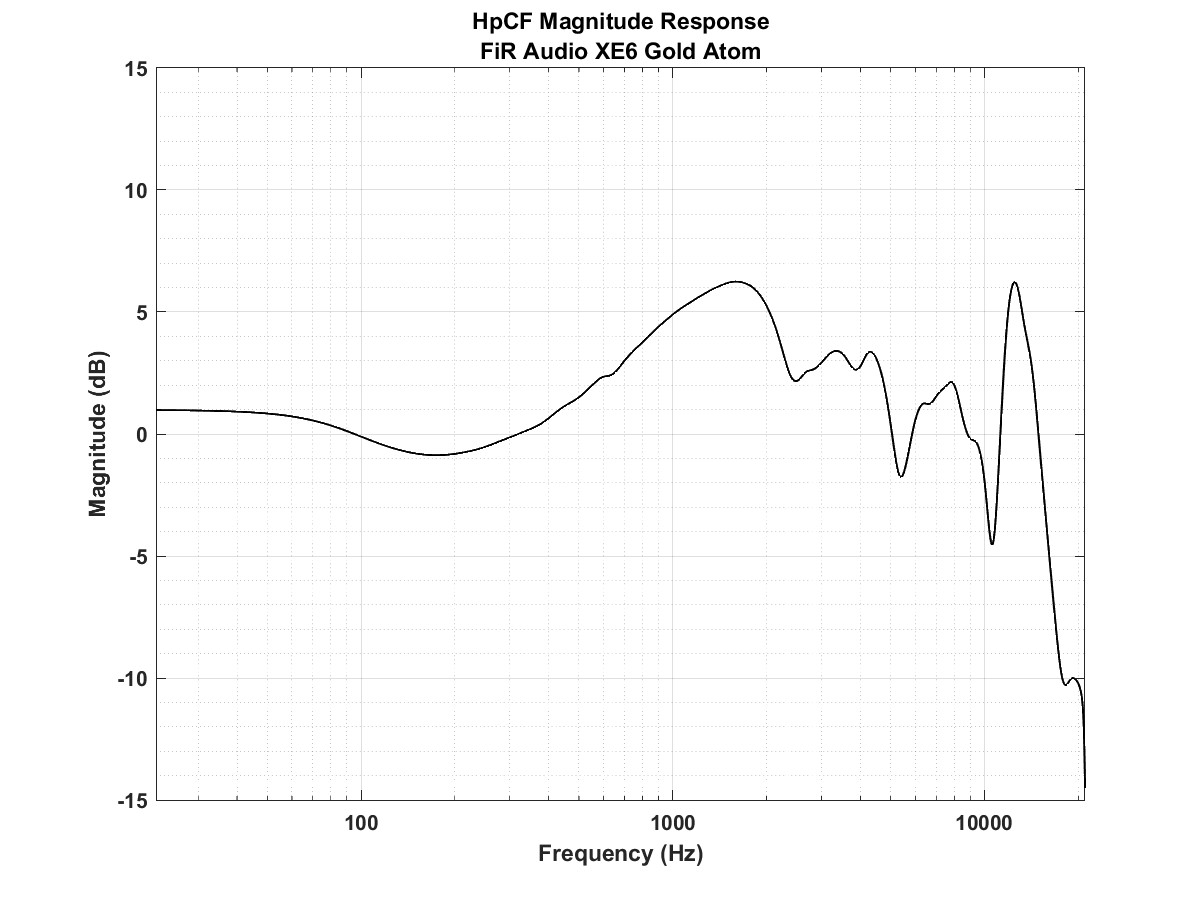 HpCF Magnitude Response
FiR Audio XE6 Gold Atom
15
10
5
0
-5
-10
-15
Magnitude (dB)
100 1000 10000
Frequency (Hz)